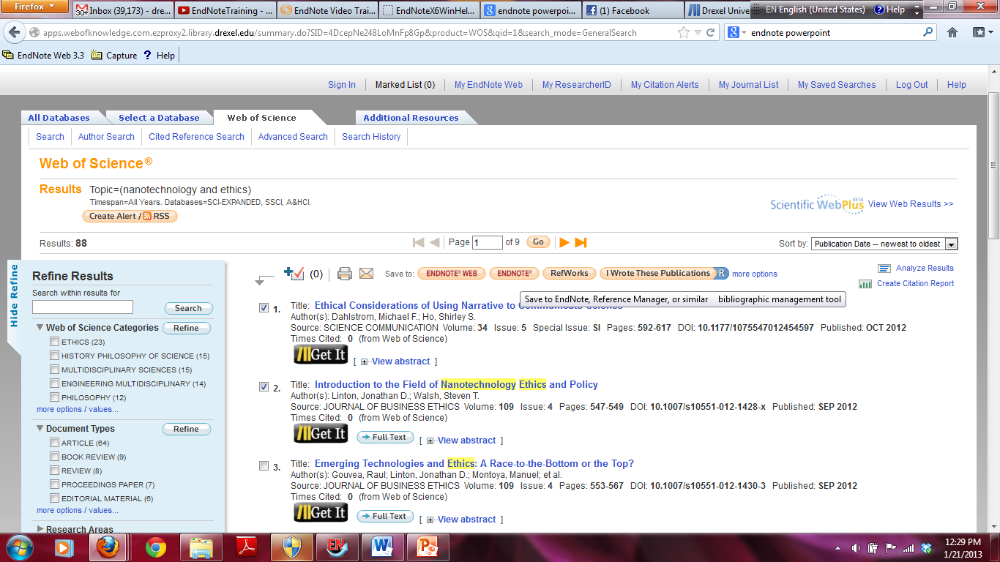 Firefox
Inbox (39,173) - dre...
EndNoteTraining - ...
EndNote Video Trai...
EndNoteX6WinHel...
endnote powerpoi...
(1) Facebook
Drexel Unive
EN English (United States)
Help
apps.webofknowledge.com.ezproxy2.library.drexel.edu/summary.do?SID=4DcepNe248LoMnFp8Gp&product=WOS&qid=1&search_mode=GeneralSearch
endnote powerpoint
EndNote Web 3.3 Capture ? Help
Sign In Marked List (0) My EndNote Web My ResearcherID My Citation Alerts My Journal List My Saved Searches Log Out Help
All Databases Select a Database Web of Science Additional Resources
Search Author Search Cited Reference Search Advanced Search Search History
Web of Science®
Results Topic=(nanotechnology and ethics)
Timespan=All Years. Databases=SCI-EXPANDED, SSCI, A&HCI.
Create Alert / RSS
Scientific WebPlus BETA View Web Results >>
Results: 88
Page 1 of 9 Go
Sort by: Publication Date -- newest to oldest
Hide Refine
Refine Results
Search within results for
Search
Web of Science Categories Refine
ETHICS (23)
HISTORY PHILOSOPHY OF SCIENCE (15)
MULTIDISCIPLINARY SCIENCES (15)
ENGINEERING MULTIDISCIPLINARY (14)
PHILOSOPHY (12)
more options / values...
Document Types Refine
ARTICLE (64)
BOOK REVIEW (9)
REVIEW (8)
PROCEEDINGS PAPER (7)
EDITORIAL MATERIAL (6)
more options / values...
Research Areas
(0) Save to: ENDNOTE® WEB ENDNOTE® RefWorks I Wrote These Publications R more options
Analyze Results
Create Citation Report
Save to EndNote, Reference Manager, or similar bibliographic management tool
1. Title: Ethical Considerations of Using Narrative to Communicate Science
Author(s): Dahlstrom, Michael F.; Ho, Shirley S.
Source: SCIENCE COMMUNICATION Volume: 34 Issue: 5 Special Issue: SI Pages: 592-617 DOI: 10.1177/1075547012454597 Published: OCT 2012
Times Cited: 0 (from Web of Science)
Get It [ View abstract ]
2. Title: Introduction to the Field of Nanotechnology Ethics and Policy
Author(s): Linton, Jonathan D.; Walsh, Steven T.
Source: JOURNAL OF BUSINESS ETHICS Volume: 109 Issue: 4 Pages: 547-549 DOI: 10.1007/s10551-012-1428-x Published: SEP 2012
Times Cited: 0 (from Web of Science)
Get It Full Text [ View abstract ]
3. Title: Emerging Technologies and Ethics: A Race-to-the-Bottom or the Top?
Author(s): Gouvea, Raul; Linton, Jonathan D.; Montoya, Manuel; et al.
Source: JOURNAL OF BUSINESS ETHICS Volume: 109 Issue: 4 Pages: 553-567 DOI: 10.1007/s10551-012-1430-3 Published: SEP 2012
Times Cited: 0 (from Web of Science)
Get It Full Text [ View abstract ]
12:29 PM
1/21/2013